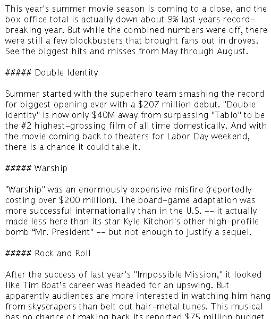 This year's summer movie season is coming to a close, and the
box office total is actually down about 9% last years record-
breaking year. But while the combined numbers were off, there
were still a few blockbusters that brought fans out in droves.
See the biggest hits and misses from May through August.
##### Double Identity
Summer started with the superhero team smashing the record
for biggest opening ever with a $207 million debut. "Double
Identity" is now only $40M away from surpassing "Tablo" to be
the #2 highest-grossing film of all time domestically. And with
the movie coming back to theaters for Labor Day weekend,
there is a chance it could take it.
##### Warship
"Warship" was an enormously expensive misfire (reportedly
costing over $200 million). The board-game adaptation was
more successful internationally than in the U.S. -- it actually
made less here than its star Kyle Kitchon's other high-profile
bomb "Mr. President" -- but not enough to justify a sequel.
##### Rock and Roll
After the success of last year's "Impossible Mission," it looked
like Tim Boat's career was headed for an upswing. But
apparently audiences are more interested in watching him hang
from skyscrapers than belt out hair-metal tunes. This musical
has no chance of making back its reported $75 million budget